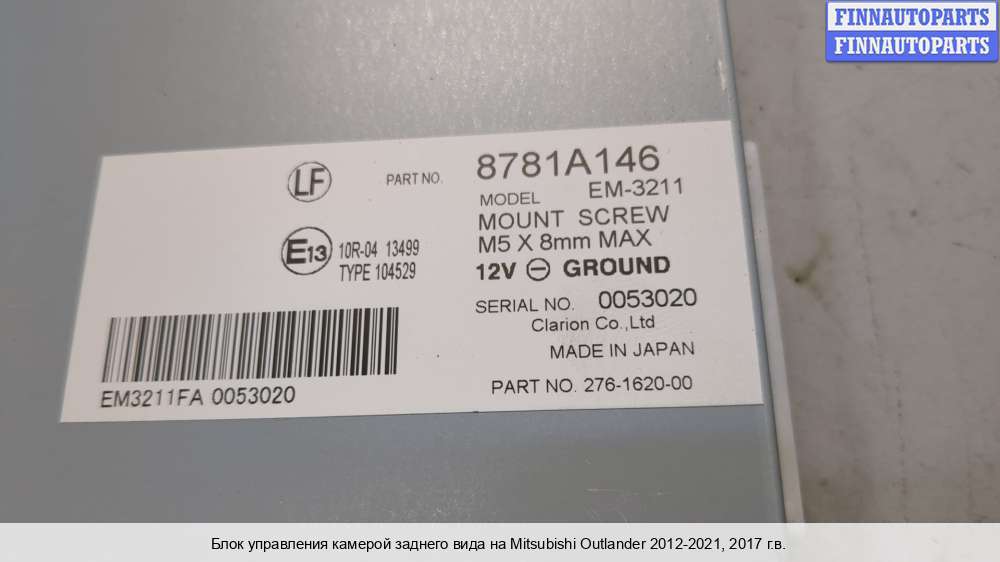 FINNAUTOPARTS
FINNAUTOPARTS
LF
PART NO. 8781A146
MODEL EM-3211
MOUNT SCREW
M5 X 8mm MAX
12V ⊖ GROUND
E13 10R-04 13499
TYPE 104529
SERIAL NO. 0053020
Clarion Co.,Ltd
MADE IN JAPAN
PART NO. 276-1620-00
EM3211FA 0053020
Блок управления камерой заднего вида на Mitsubishi Outlander 2012-2021, 2017 г.в.